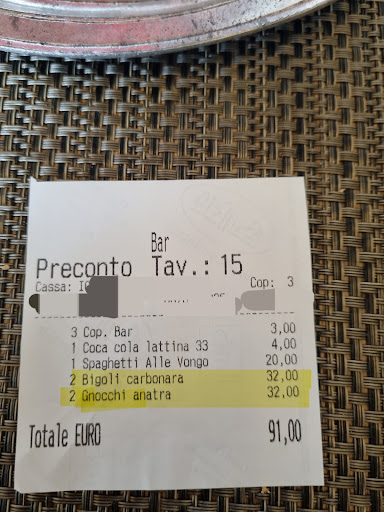 Bar
Preconto Tav.: 15
Cassa: Cop: 3
3 Cop. Bar 3,00
1 Coca cola lattina 33 4,00
1 Spaghetti Alle Vongo 20,00
2 Bigoli carbonara 32,00
2 Gnocchi anatra 32,00
Totale EURO 91,00